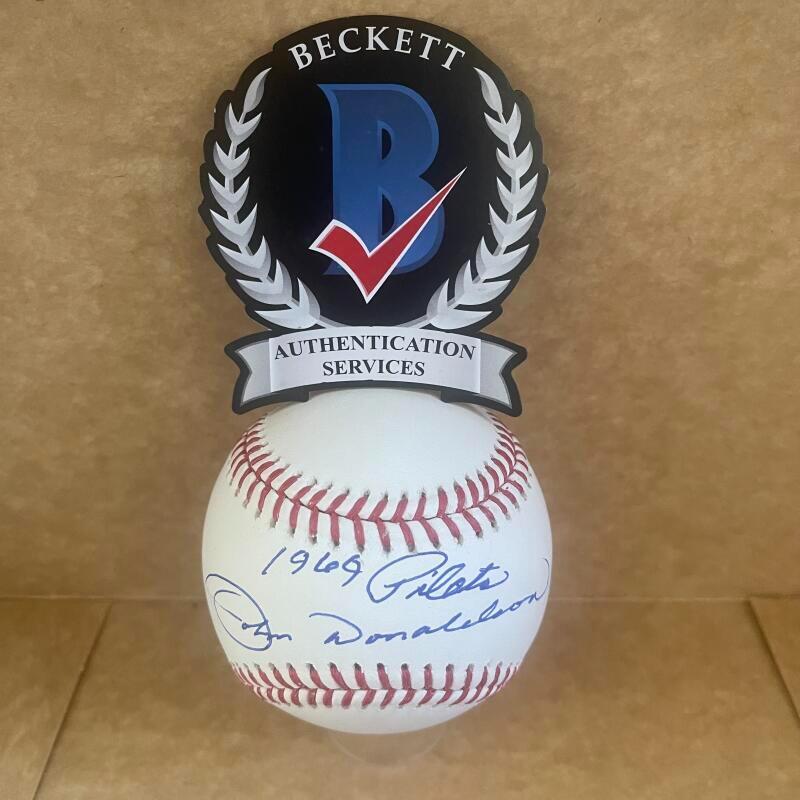 BECKETT
B
AUTHENTICATION
SERVICES
1969 Pilots
John Donaldson